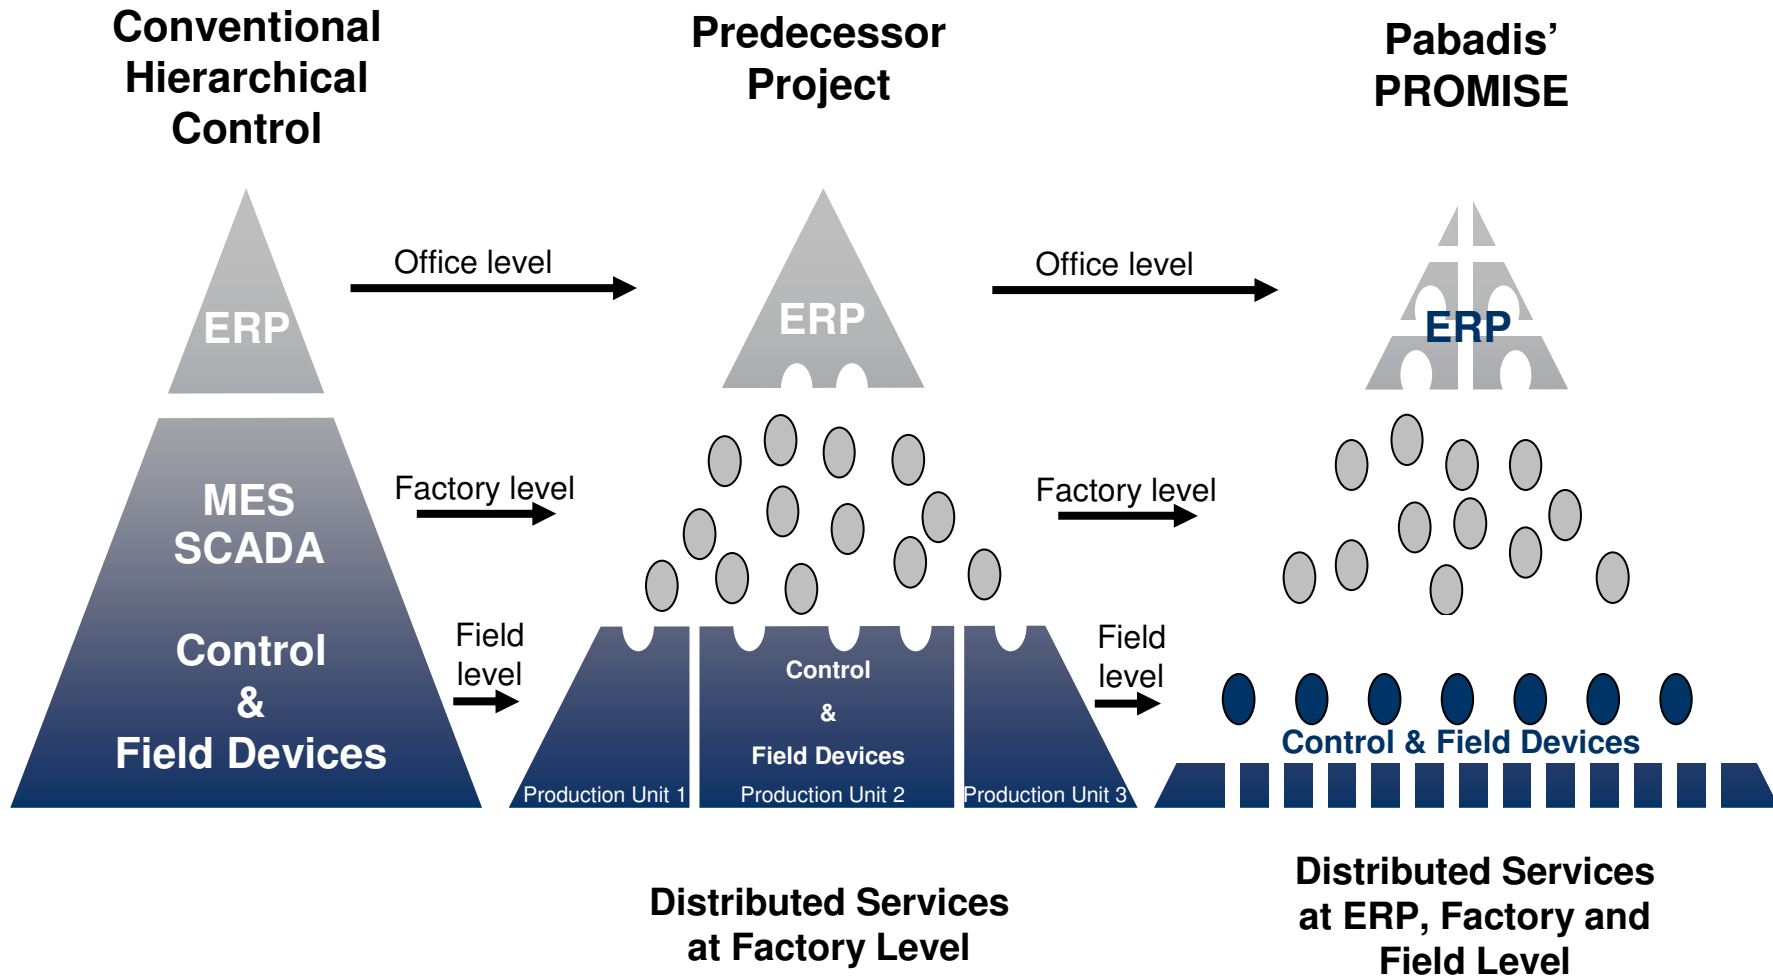 Conventional
Hierarchical
Control
Predecessor
Project
Pabadis’
PROMISE
Office level
Office level
ERP
ERP
ERP
Factory level
Factory level
MES
SCADA
Control
&
Field Devices
Field
level
Field
level
Control
&
Field Devices
Production Unit 1
Production Unit 2
Production Unit 3
Control & Field Devices
Distributed Services
at Factory Level
Distributed Services
at ERP, Factory and
Field Level